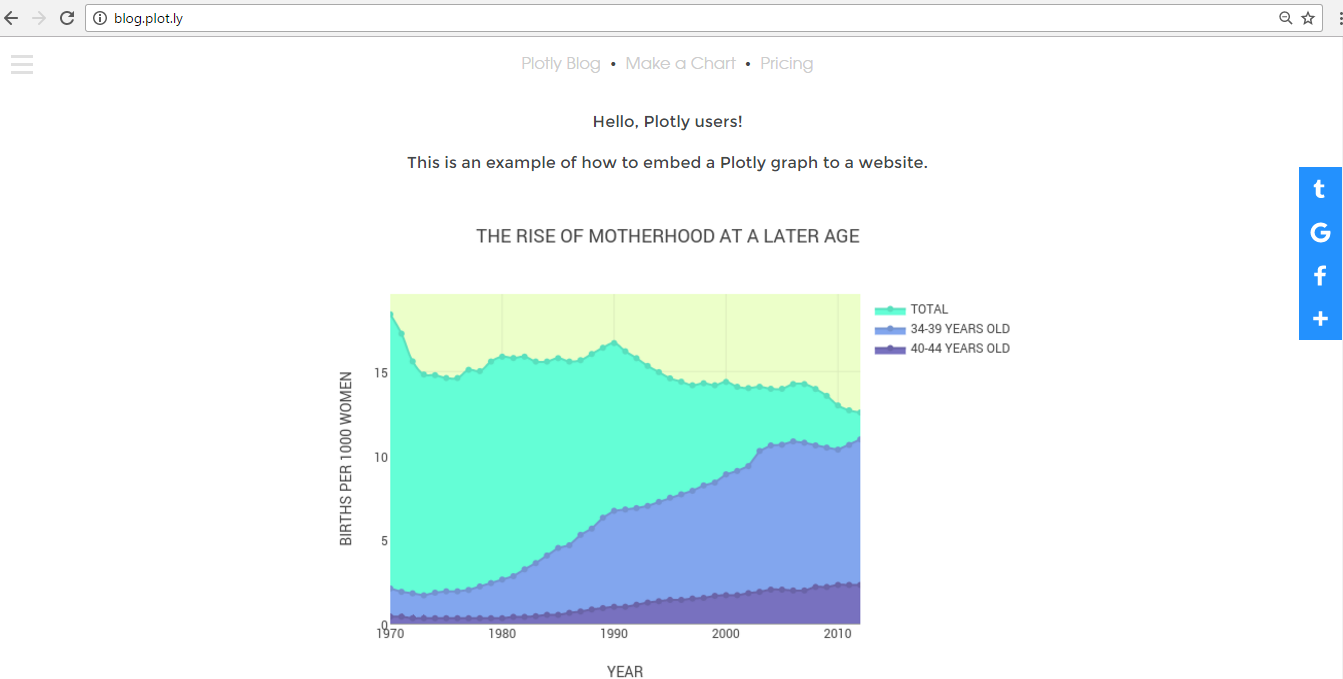 blog.plot.ly
Plotly Blog • Make a Chart • Pricing
Hello, Plotly users!
This is an example of how to embed a Plotly graph to a website.
t
G
f
+
THE RISE OF MOTHERHOOD AT A LATER AGE
TOTAL
34-39 YEARS OLD
40-44 YEARS OLD
BIRTHS PER 1000 WOMEN
15
10
5
0
1970 1980 1990 2000 2010
YEAR